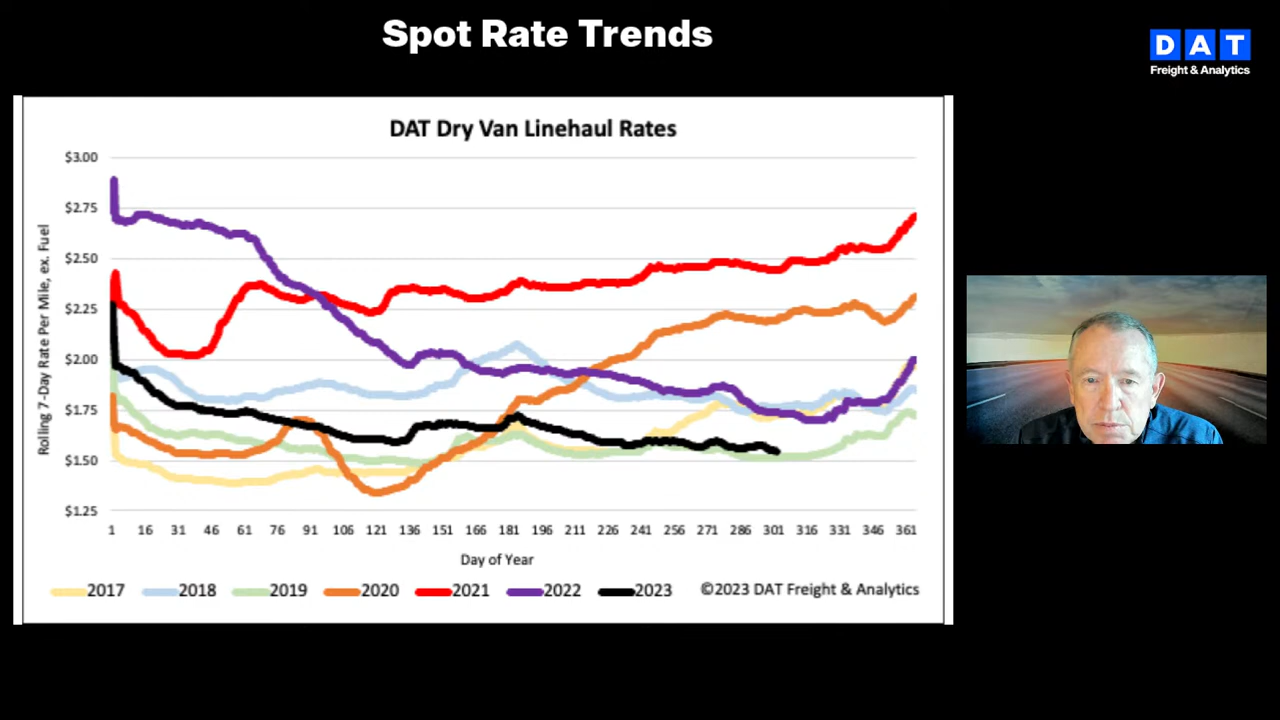 Spot Rate Trends
DAT
Freight & Analytics
DAT Dry Van Linehaul Rates
Rolling 7-Day Rate Per Mile, ex. Fuel
$3.00
$2.75
$2.50
$2.25
$2.00
$1.75
$1.50
$1.25
1 16 31 46 61 76 91 106 121 136 151 166 181 196 211 226 241 256 271 286 301 316 331 346 361
Day of Year
2017 2018 2019 2020 2021 2022 2023 ©2023 DAT Freight & Analytics